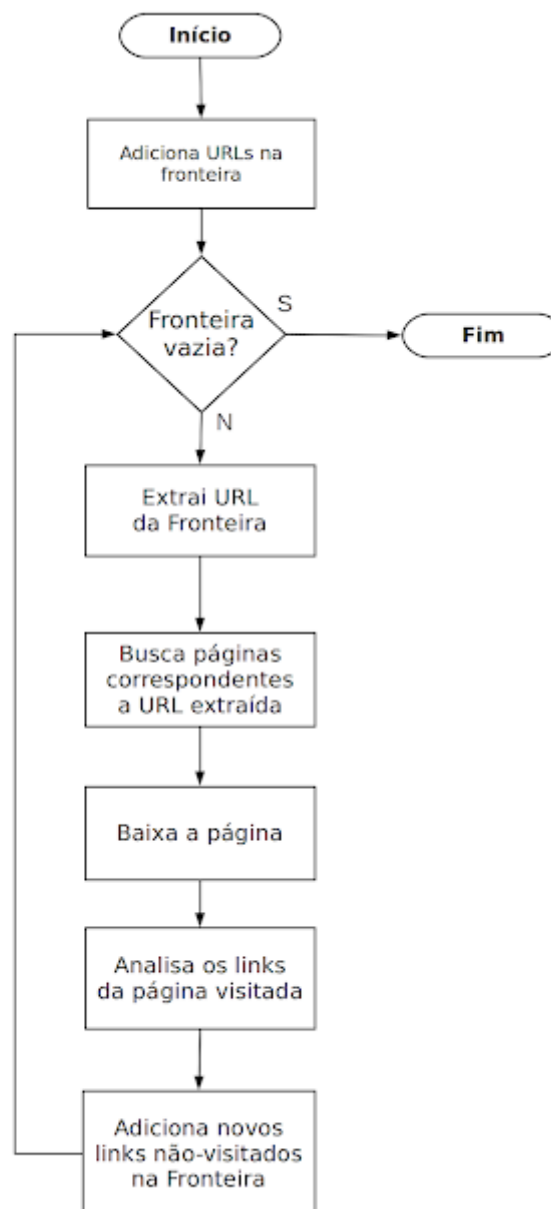 Início
Adiciona URLs na
fronteira
S
Fronteira
vazia?
Fim
N
Extrai URL
da Fronteira
Busca páginas
correspondentes
a URL extraída
Baixa a página
Analisa os links
da página visitada
Adiciona novos
links não-visitados
na Fronteira